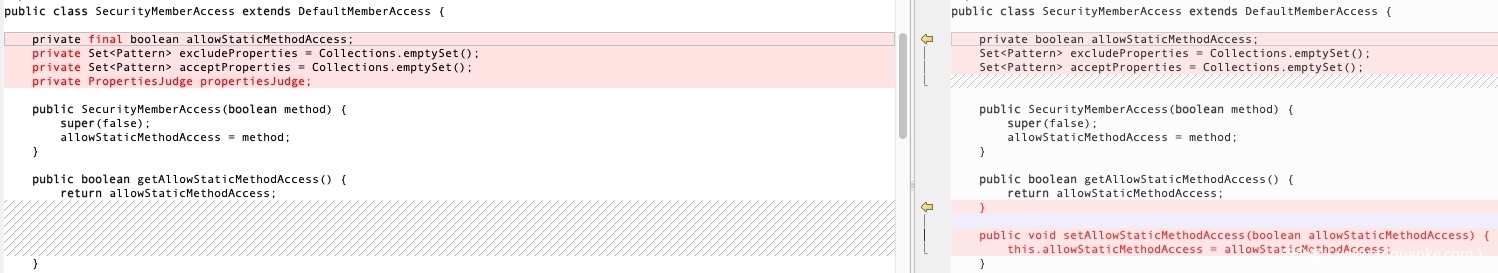 public class SecurityMemberAccess extends DefaultMemberAccess {
private final boolean allowStaticMethodAccess;
private Set<Pattern> excludeProperties = Collections.emptySet();
private Set<Pattern> acceptProperties = Collections.emptySet();
private PropertiesJudge propertiesJudge;
public SecurityMemberAccess(boolean method) {
super(false);
allowStaticMethodAccess = method;
}
public boolean getAllowStaticMethodAccess() {
return allowStaticMethodAccess;
}
public class SecurityMemberAccess extends DefaultMemberAccess {
private boolean allowStaticMethodAccess;
Set<Pattern> excludeProperties = Collections.emptySet();
Set<Pattern> acceptProperties = Collections.emptySet();
public SecurityMemberAccess(boolean method) {
super(false);
allowStaticMethodAccess = method;
}
public boolean getAllowStaticMethodAccess() {
return allowStaticMethodAccess;
}
public void setAllowStaticMethodAccess(boolean allowStaticMethodAccess) {
this.allowStaticMethodAccess = allowStaticMethodAccess;
}